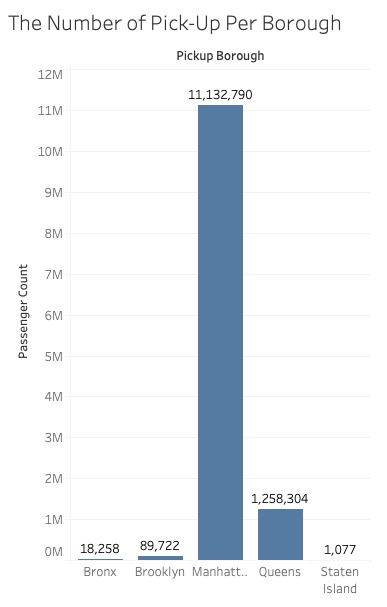 The Number of Pick-Up Per Borough
Pickup Borough
12M
11M
10M
9M
8M
7M
6M
5M
4M
3M
2M
1M
0M
Passenger Count
18,258
89,722
11,132,790
1,258,304
1,077
Bronx Brooklyn Manhatt.. Queens Staten
Island